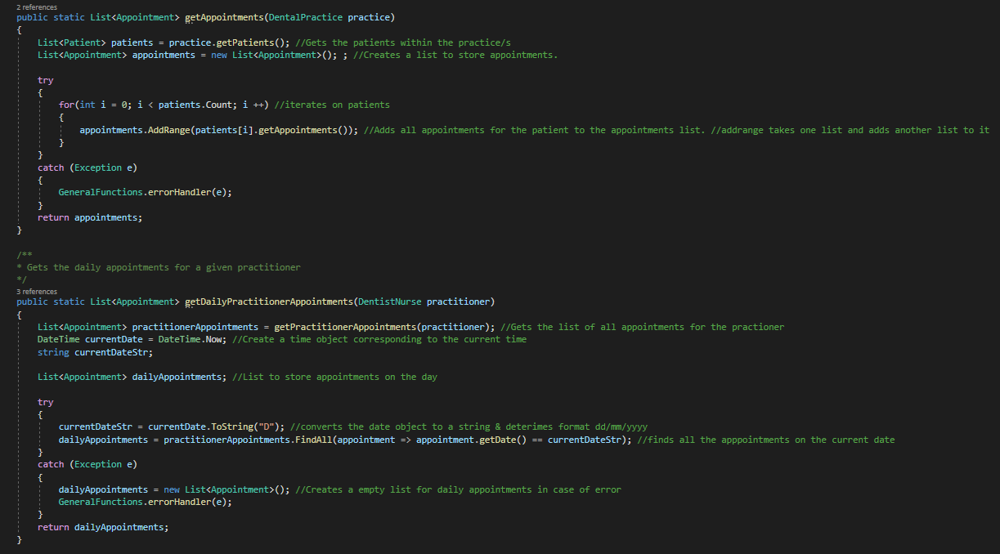 2 references
public static List<Appointment> getAppointments(DentalPractice practice)
{
List<Patient> patients = practice.getPatients(); //Gets the patients within the practice/s
List<Appointment> appointments = new List<Appointment>(); ; //Creates a list to store appointments.
try
{
for(int i = 0; i < patients.Count; i ++) //iterates on patients
{
appointments.AddRange(patients[i].getAppointments()); //Adds all appointments for the patient to the appointments list. //addrange takes one list and adds another list to it
}
}
catch (Exception e)
{
GeneralFunctions.errorHandler(e);
}
return appointments;
}
/**
* Gets the daily appointments for a given practitioner
*/
3 references
public static List<Appointment> getDailyPractitionerAppointments(DentistNurse practitioner)
{
List<Appointment> practitionerAppointments = getPractitionerAppointments(practitioner); //Gets the list of all appointments for the practioner
DateTime currentDate = DateTime.Now; //Create a time object corresponding to the current time
string currentDateStr;
List<Appointment> dailyAppointments; //List to store appointments on the day
try
{
currentDateStr = currentDate.ToString("D"); //converts the date object to a string & deterimes format dd/mm/yyyy
dailyAppointments = practitionerAppointments.FindAll(appointment => appointment.getDate() == currentDateStr); //finds all the apppointments on the current date
}
catch (Exception e)
{
dailyAppointments = new List<Appointment>(); //Creates a empty list for daily appointments in case of error
GeneralFunctions.errorHandler(e);
}
return dailyAppointments;
}